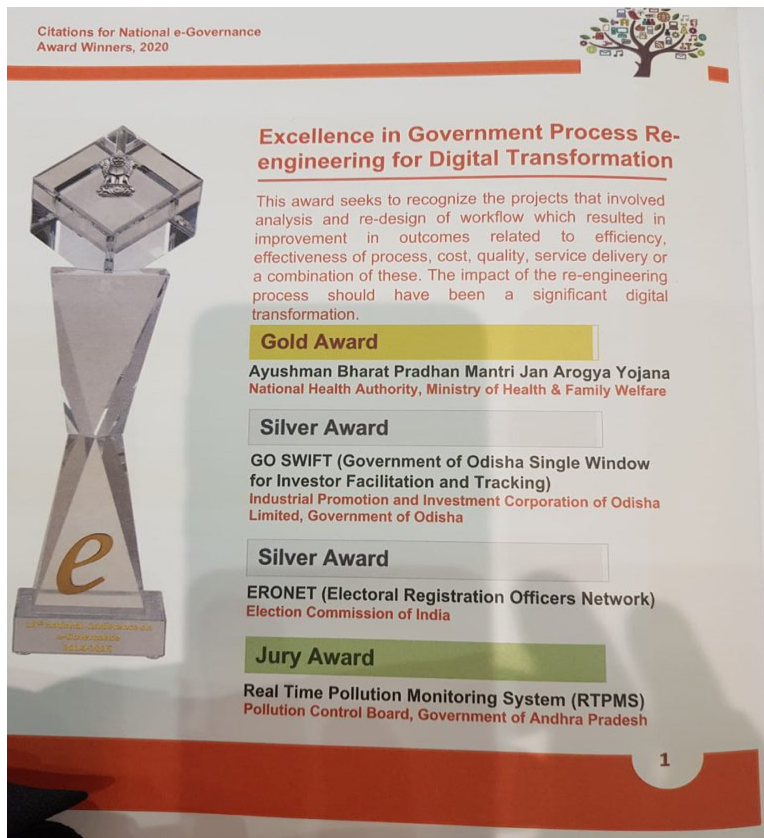 Citations for National e-Governance
Award Winners, 2020
Excellence in Government Process Re-
engineering for Digital Transformation
This award seeks to recognize the projects that involved
analysis and re-design of workflow which resulted in
improvement in outcomes related to efficiency,
effectiveness of process, cost, quality, service delivery or
a combination of these. The impact of the re-engineering
process should have been a significant digital
transformation.
Gold Award
Ayushman Bharat Pradhan Mantri Jan Arogya Yojana
National Health Authority, Ministry of Health & Family Welfare
Silver Award
GO SWIFT (Government of Odisha Single Window
for Investor Facilitation and Tracking)
Industrial Promotion and Investment Corporation of Odisha
Limited, Government of Odisha
Silver Award
ERONET (Electoral Registration Officers Network)
Election Commission of India
Jury Award
Real Time Pollution Monitoring System (RTPMS)
Pollution Control Board, Government of Andhra Pradesh
e
National Conference on
e-Governance
1